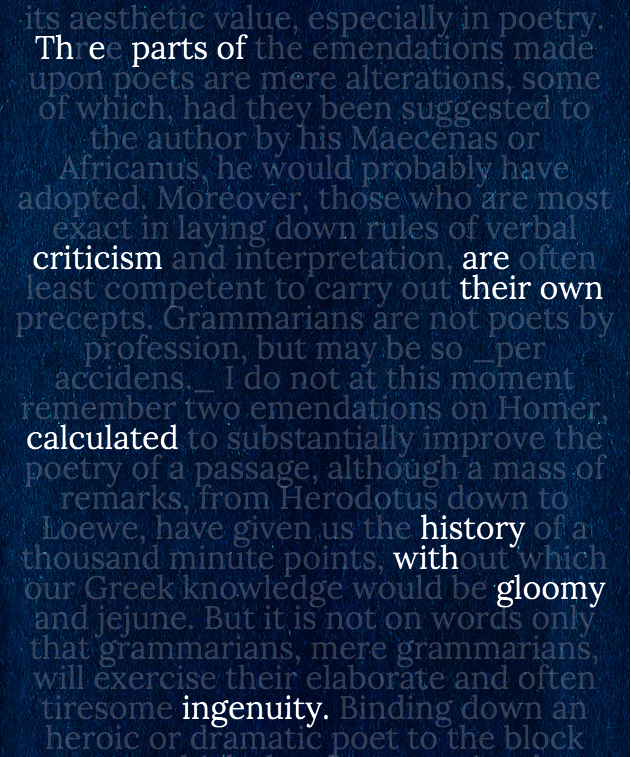 its aesthetic value, especially in poetry.
Three parts of the emendations made
upon poets are mere alterations, some
of which, had they been suggested to
the author by his Maecenas or
Africanus, he would probably have
adopted. Moreover, those who are most
exact in laying down rules of verbal
criticism and interpretation, are often
least competent to carry out their own
precepts. Grammarians are not poets by
profession, but may be so _per
accidens._ I do not at this moment
remember two emendations on Homer,
calculated to substantially improve the
poetry of a passage, although a mass of
remarks, from Herodotus down to
Loewe, have given us the history of a
thousand minute points, without which
our Greek knowledge would be gloomy
and jejune. But it is not on words only
that grammarians, mere grammarians,
will exercise their elaborate and often
tiresome ingenuity. Binding down an
heroic or dramatic poet to the block